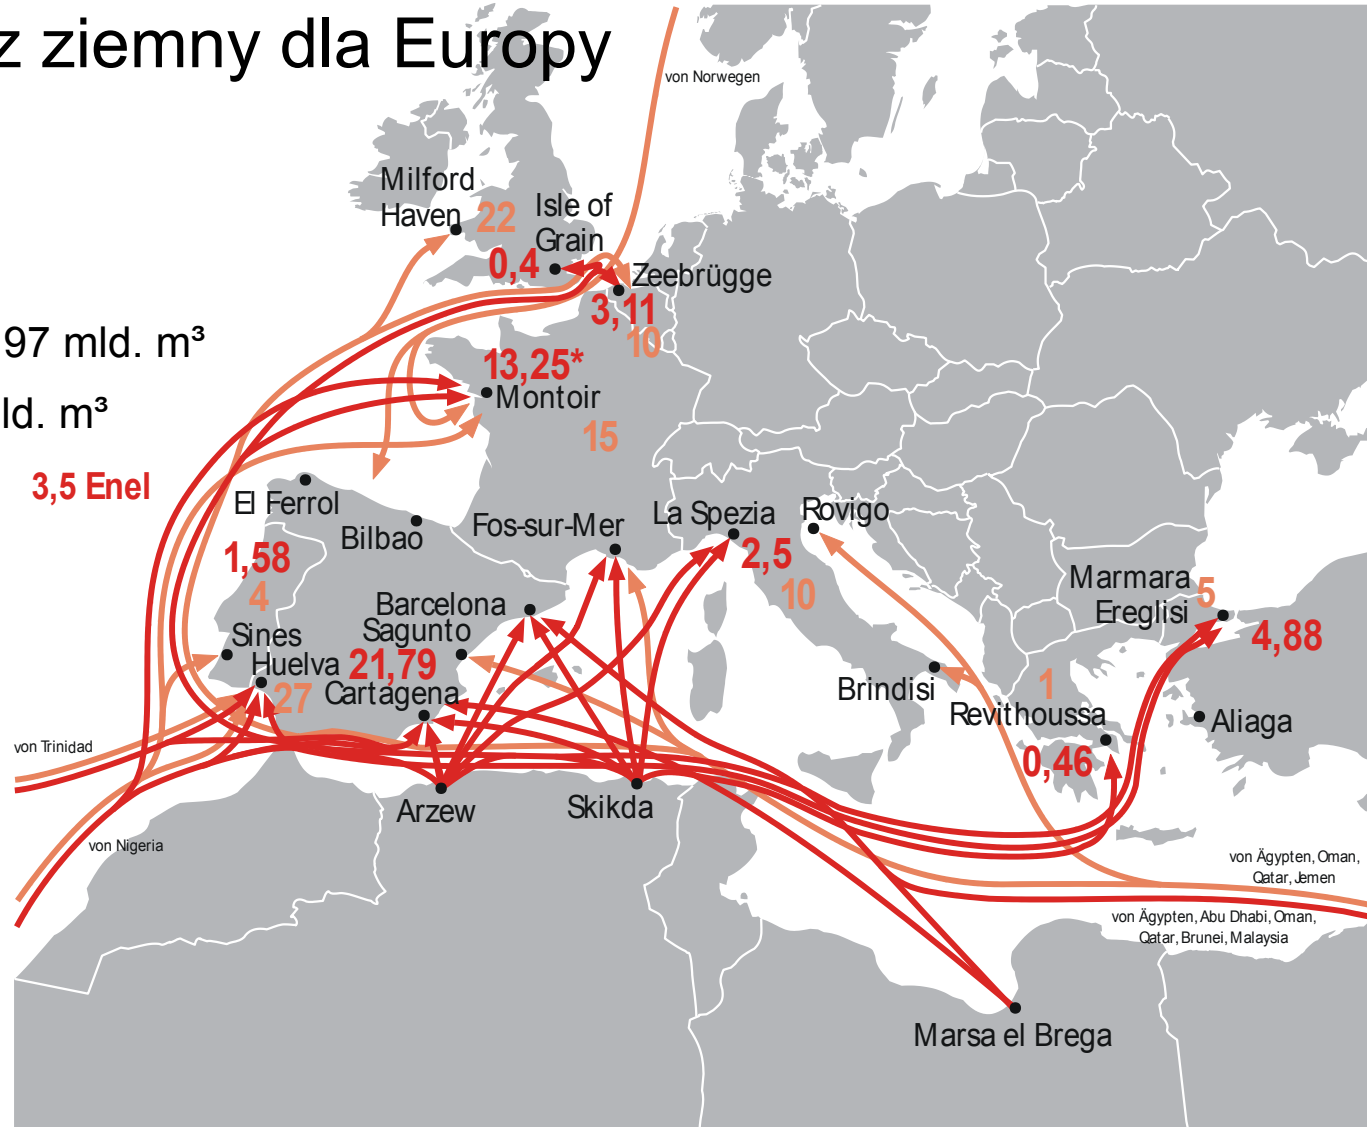 z ziemny dla Europy
von Norwegen
Milford
Haven
22
Isle of
Grain
0,4
Zeebrügge
3,11
10
97 mld. m³
ld. m³
13,25*
Montoir
15
3,5 Enel
El Ferrol
Bilbao
Fos-sur-Mer
La Spezia
Rovigo
2,5
10
1,58
4
Marmara
Ereglisi
5
4,88
Barcelona
Sagunto
Sines
Huelva
21,79
27
Cartagena
Brindisi
1
Revithoussa
0,46
Aliaga
von Trinidad
Arzew
Skikda
von Nigeria
von Ägypten, Oman,
Qatar, Jemen
von Ägypten, Abu Dhabi, Oman,
Qatar, Brunei, Malaysia
Marsa el Brega